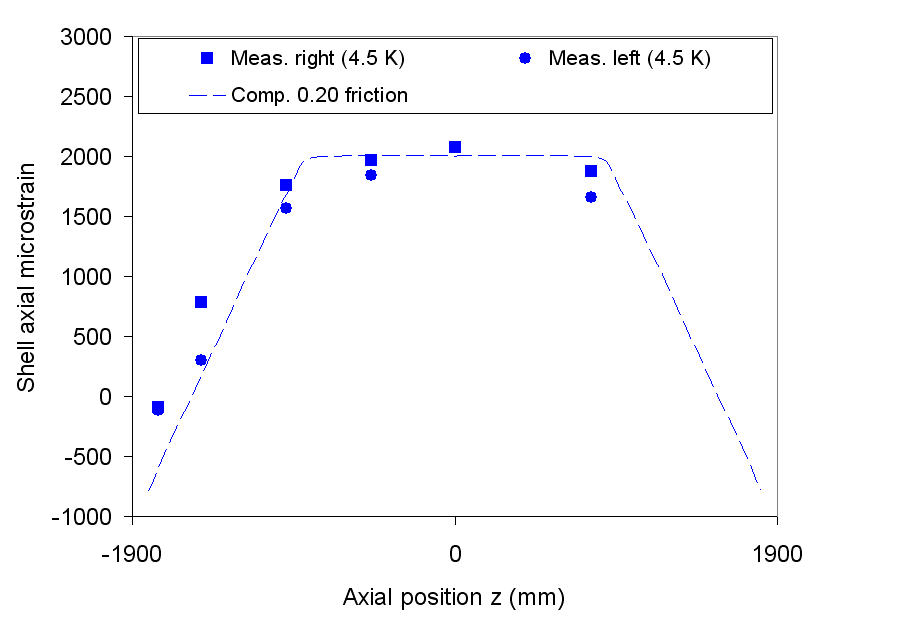 3000
Meas. right (4.5 K) Meas. left (4.5 K)
2500
Comp. 0.20 friction
2000
1500
1000
500
0
-500
-1000
Shell axial microstrain
-1900 0 1900
Axial position z (mm)